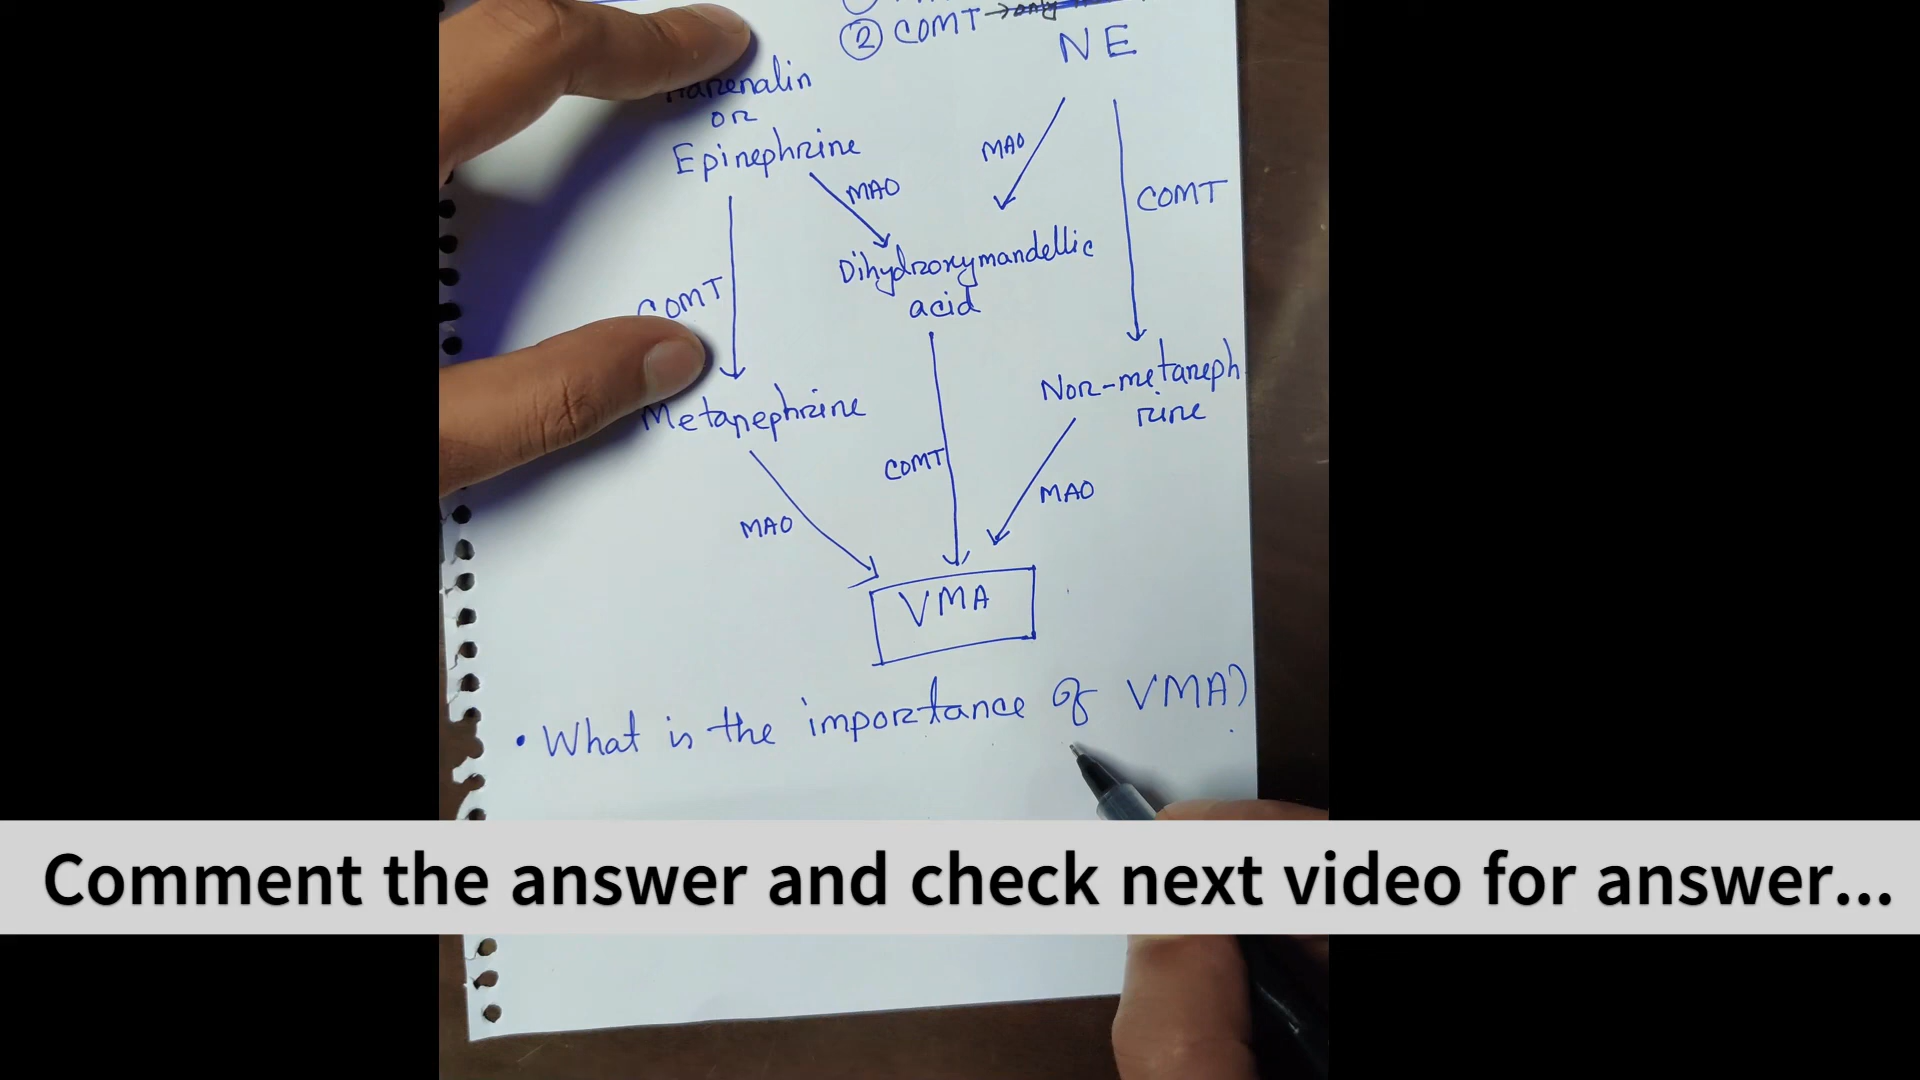 ② COMT → only
NE
Adrenalin
or
Epinephrine
MAO
MAO
COMT
Dihydroxymandellic
acid
COMT
Metanephrine
Nor-metaneph
rine
COMT
MAO
MAO
VMA
• What is the importance of VMA?
Comment the answer and check next video for answer...